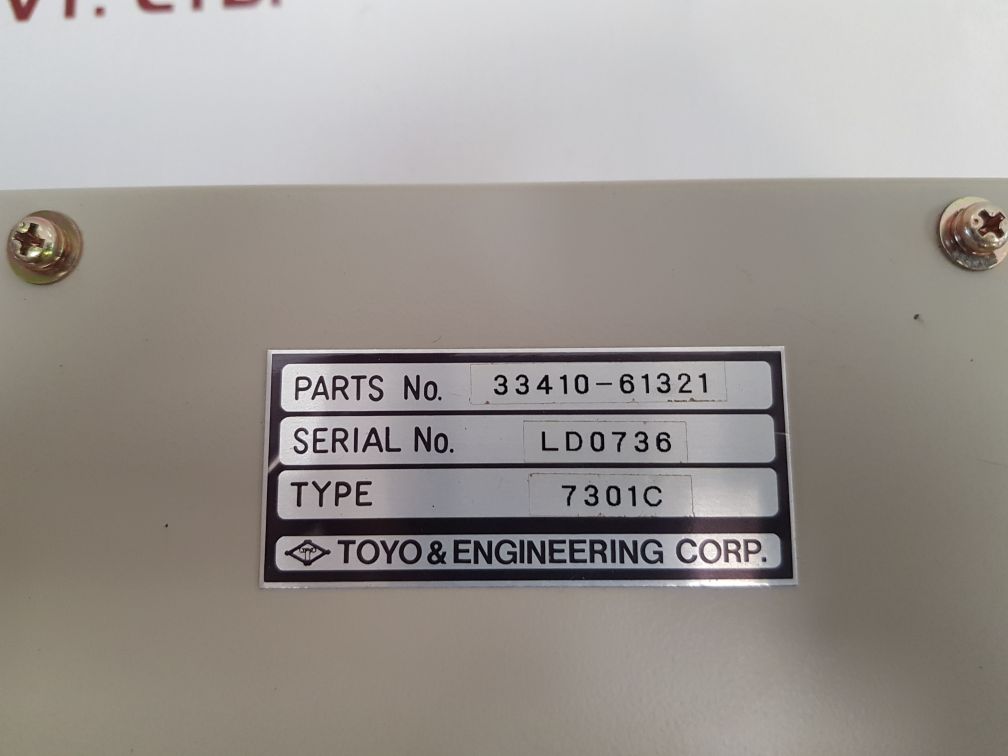 PARTS No. 33410-61321
SERIAL No. LD0736
TYPE 7301C
TOYO & ENGINEERING CORP.